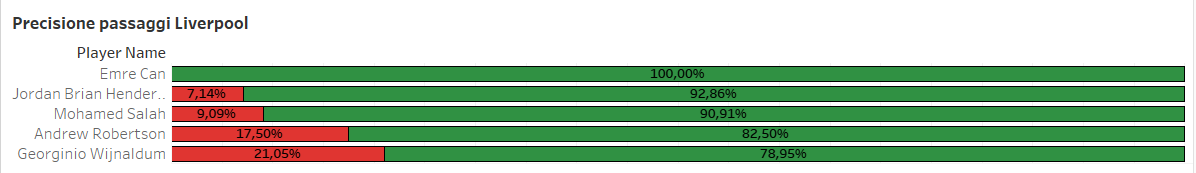 Precisione passaggi Liverpool
Player Name
Emre Can 100,00%
Jordan Brian Hender.. 7,14% 92,86%
Mohamed Salah 9,09% 90,91%
Andrew Robertson 17,50% 82,50%
Georginio Wijnaldum 21,05% 78,95%